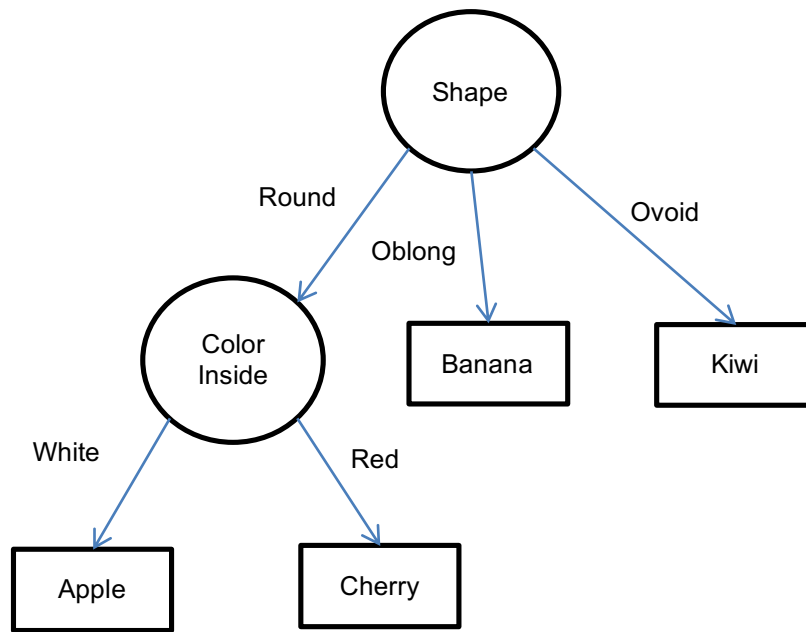 Shape
Round
Oblong
Ovoid
Color
Inside
Banana
Kiwi
White
Red
Apple
Cherry